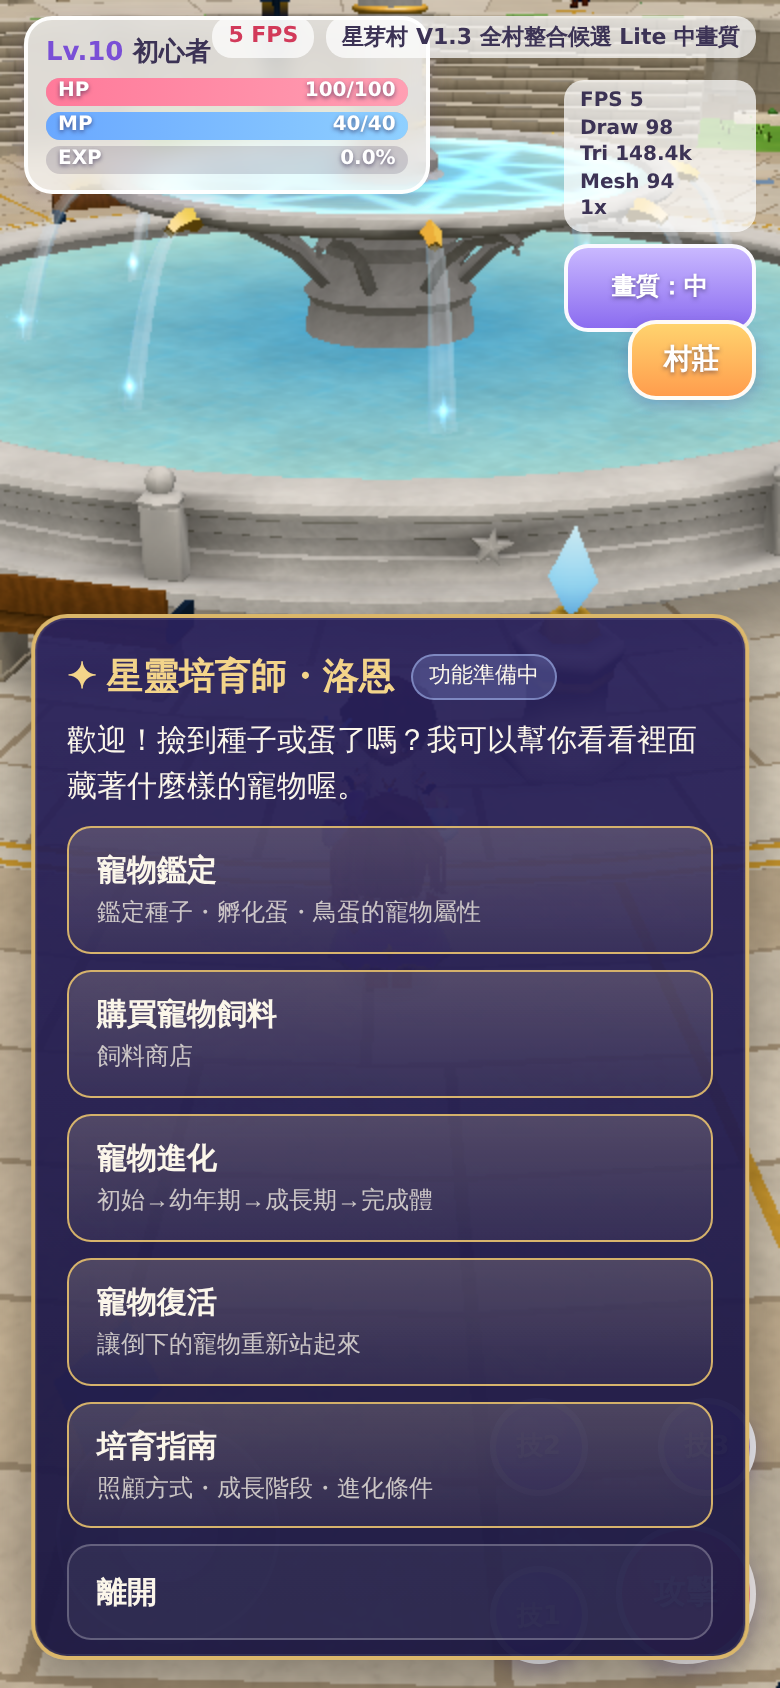 Lv.10 初心者
5 FPS
星芽村 V1.3 全村整合候選 Lite 中畫質
HP 100/100
MP 40/40
EXP 0.0%
FPS 5
Draw 98
Tri 148.4k
Mesh 94
1x
畫質：中
村莊
✦ 星靈培育師・洛恩
功能準備中
歡迎！撿到種子或蛋了嗎？我可以幫你看看裡面
藏著什麼樣的寵物喔。
寵物鑑定
鑑定種子・孵化蛋・鳥蛋的寵物屬性
購買寵物飼料
飼料商店
寵物進化
初始→幼年期→成長期→完成體
寵物復活
讓倒下的寵物重新站起來
培育指南
照顧方式・成長階段・進化條件
技2
技3
離開
技1
攻擊